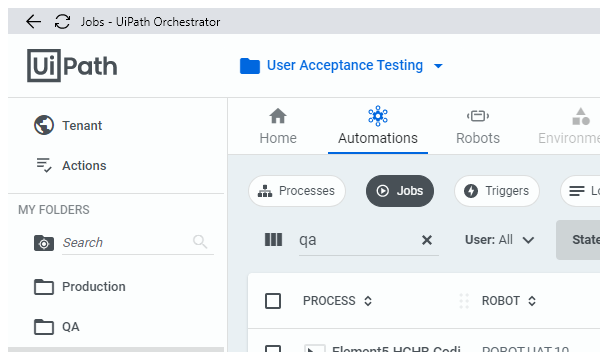 Jobs - UiPath Orchestrator
UiPath
User Acceptance Testing
Tenant
Actions
MY FOLDERS
Search
Production
QA
Home
Automations
Robots
Environme
Processes
Jobs
Triggers
Lo
qa
User: All
State
PROCESS
ROBOT
Element5.HCHB.Codi
ROBOT.UAT.10